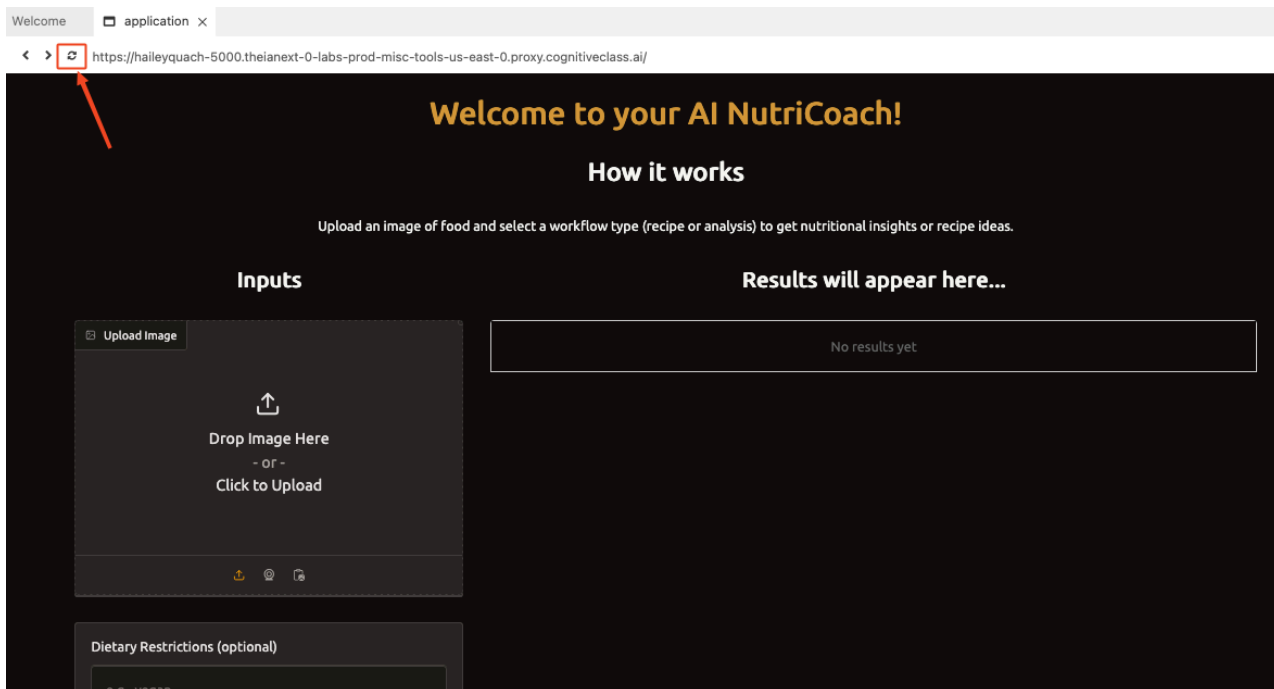 Welcome
application
https://haileyquach-5000.theianext-0-labs-prod-misc-tools-us-east-0.proxy.cognitiveclass.ai/
Welcome to your AI NutriCoach!
How it works
Upload an image of food and select a workflow type (recipe or analysis) to get nutritional insights or recipe ideas.
Inputs
Results will appear here...
Upload Image
No results yet
Drop Image Here
- or -
Click to Upload
Dietary Restrictions (optional)